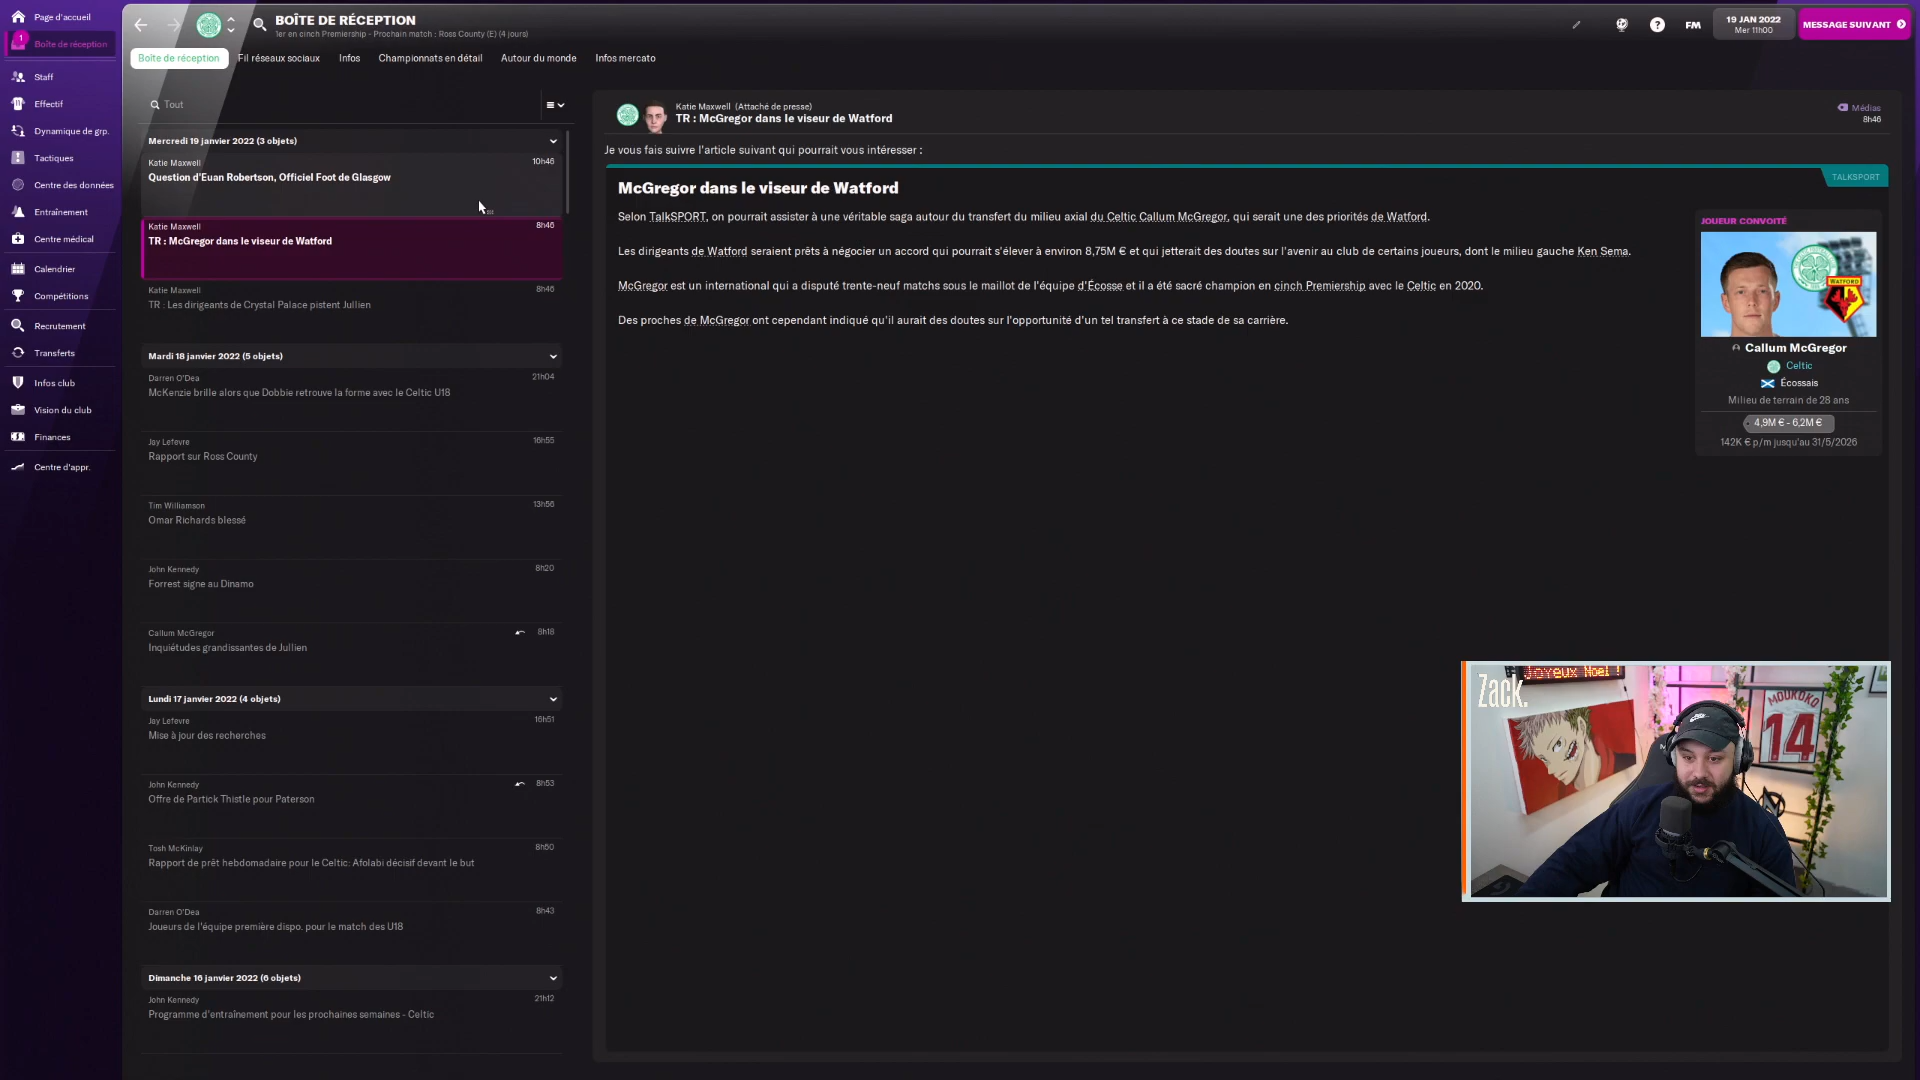 Page d'accueil
1
Boîte de réception
Staff
Effectif
Dynamique de grp.
Tactiques
Centre des données
Entraînement
Centre médical
Calendrier
Compétitions
Recrutement
Transferts
Infos club
Vision du club
Finances
Centre d'appr.
BOÎTE DE RÉCEPTION
1er en cinch Premiership - Prochain match : Ross County (E) (4 jours)
FM
19 JAN 2022
Mer 11h00
MESSAGE SUIVANT
Boîte de réception
Fil réseaux sociaux
Infos
Championnats en détail
Autour du monde
Infos mercato
Tout
Mercredi 19 janvier 2022 (3 objets)
Katie Maxwell 10h46
Question d'Euan Robertson, Officiel Foot de Glasgow
Katie Maxwell 8h46
TR : McGregor dans le viseur de Watford
Katie Maxwell 8h46
TR : Les dirigeants de Crystal Palace pistent Jullien
Mardi 18 janvier 2022 (5 objets)
Darren O'Dea 21h04
McKenzie brille alors que Dobbie retrouve la forme avec le Celtic U18
Jay Lefevre 16h55
Rapport sur Ross County
Tim Williamson 13h56
Omar Richards blessé
John Kennedy 8h20
Forrest signe au Dinamo
Callum McGregor 8h18
Inquiétudes grandissantes de Jullien
Lundi 17 janvier 2022 (4 objets)
Jay Lefevre 16h51
Mise à jour des recherches
John Kennedy 8h53
Offre de Partick Thistle pour Paterson
Tosh McKinlay 8h50
Rapport de prêt hebdomadaire pour le Celtic: Afolabi décisif devant le but
Darren O'Dea 8h43
Joueurs de l'équipe première dispo. pour le match des U18
Dimanche 16 janvier 2022 (6 objets)
John Kennedy 21h12
Programme d'entraînement pour les prochaines semaines - Celtic
Katie Maxwell (Attaché de presse)
TR : McGregor dans le viseur de Watford
Médias
8h46
Je vous fais suivre l'article suivant qui pourrait vous intéresser :
TALKSPORT
McGregor dans le viseur de Watford
Selon TalkSPORT, on pourrait assister à une véritable saga autour du transfert du milieu axial du Celtic Callum McGregor, qui serait une des priorités de Watford.
Les dirigeants de Watford seraient prêts à négocier un accord qui pourrait s'élever à environ 8,75M € et qui jetterait des doutes sur l'avenir au club de certains joueurs, dont le milieu gauche Ken Sema.
McGregor est un international qui a disputé trente-neuf matchs sous le maillot de l'équipe d'Écosse et il a été sacré champion en cinch Premiership avec le Celtic en 2020.
Des proches de McGregor ont cependant indiqué qu'il aurait des doutes sur l'opportunité d'un tel transfert à ce stade de sa carrière.
JOUEUR CONVOITÉ
WATFORD
Callum McGregor
Celtic
Écossais
Milieu de terrain de 28 ans
4,9M € - 6,2M €
142K € p/m jusqu'au 31/5/2026
Zack.
Joyeux Noel !
MOUKOKO
14